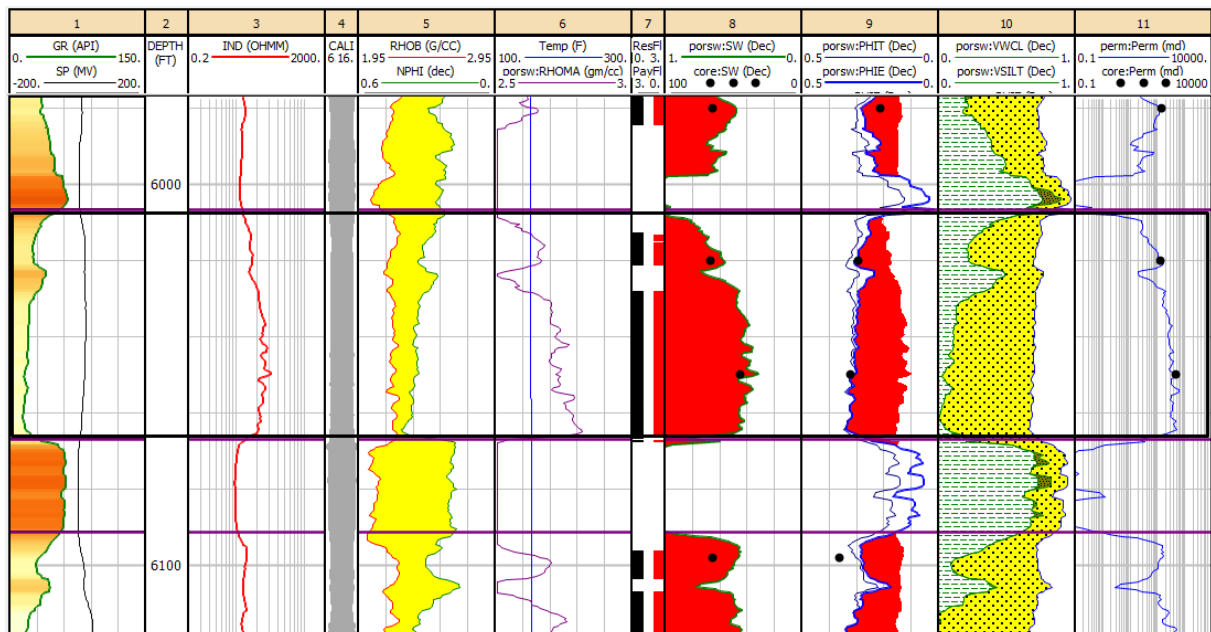 1 2 3 4 5 6 7 8 9 10 11
GR (API)
0. 150.
SP (MV)
-200. 200.
DEPTH
(FT)
IND (OHMM)
0.2 2000.
CALI
6 16.
RHOB (G/CC)
1.95 2.95
NPHI (dec)
0.6 -0.
Temp (F)
100. 300.
porsw:RHOMA (gm/cc)
2.5 3.
ResFl
0. 3.
PayFl
3. 0.
porsw:SW (Dec)
1. 0.
core:SW (Dec)
100 0
porsw:PHIT (Dec)
0.5 0.
porsw:PHIE (Dec)
0.5 0.
porsw:VWCL (Dec)
0. 1.
porsw:VSILT (Dec)
0. 1.
perm:Perm (md)
0.1 10000.
core:Perm (md)
0.1 10000
6000
6100